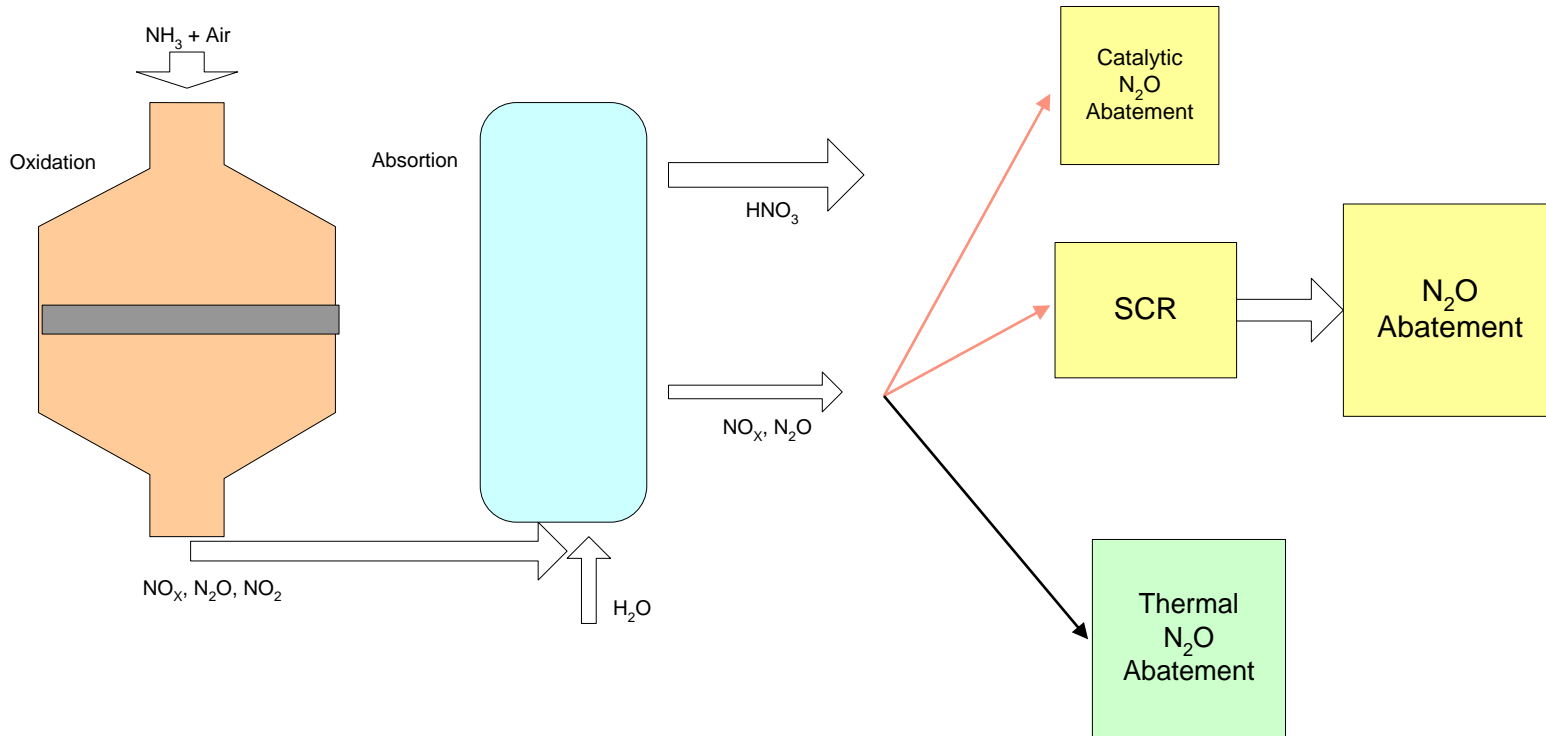 NH₃ + Air
Oxidation
Absortion
HNO₃
NOₓ, N₂O
NOₓ, N₂O, NO₂
H₂O
Catalytic
N₂O
Abatement
SCR
N₂O
Abatement
Thermal
N₂O
Abatement